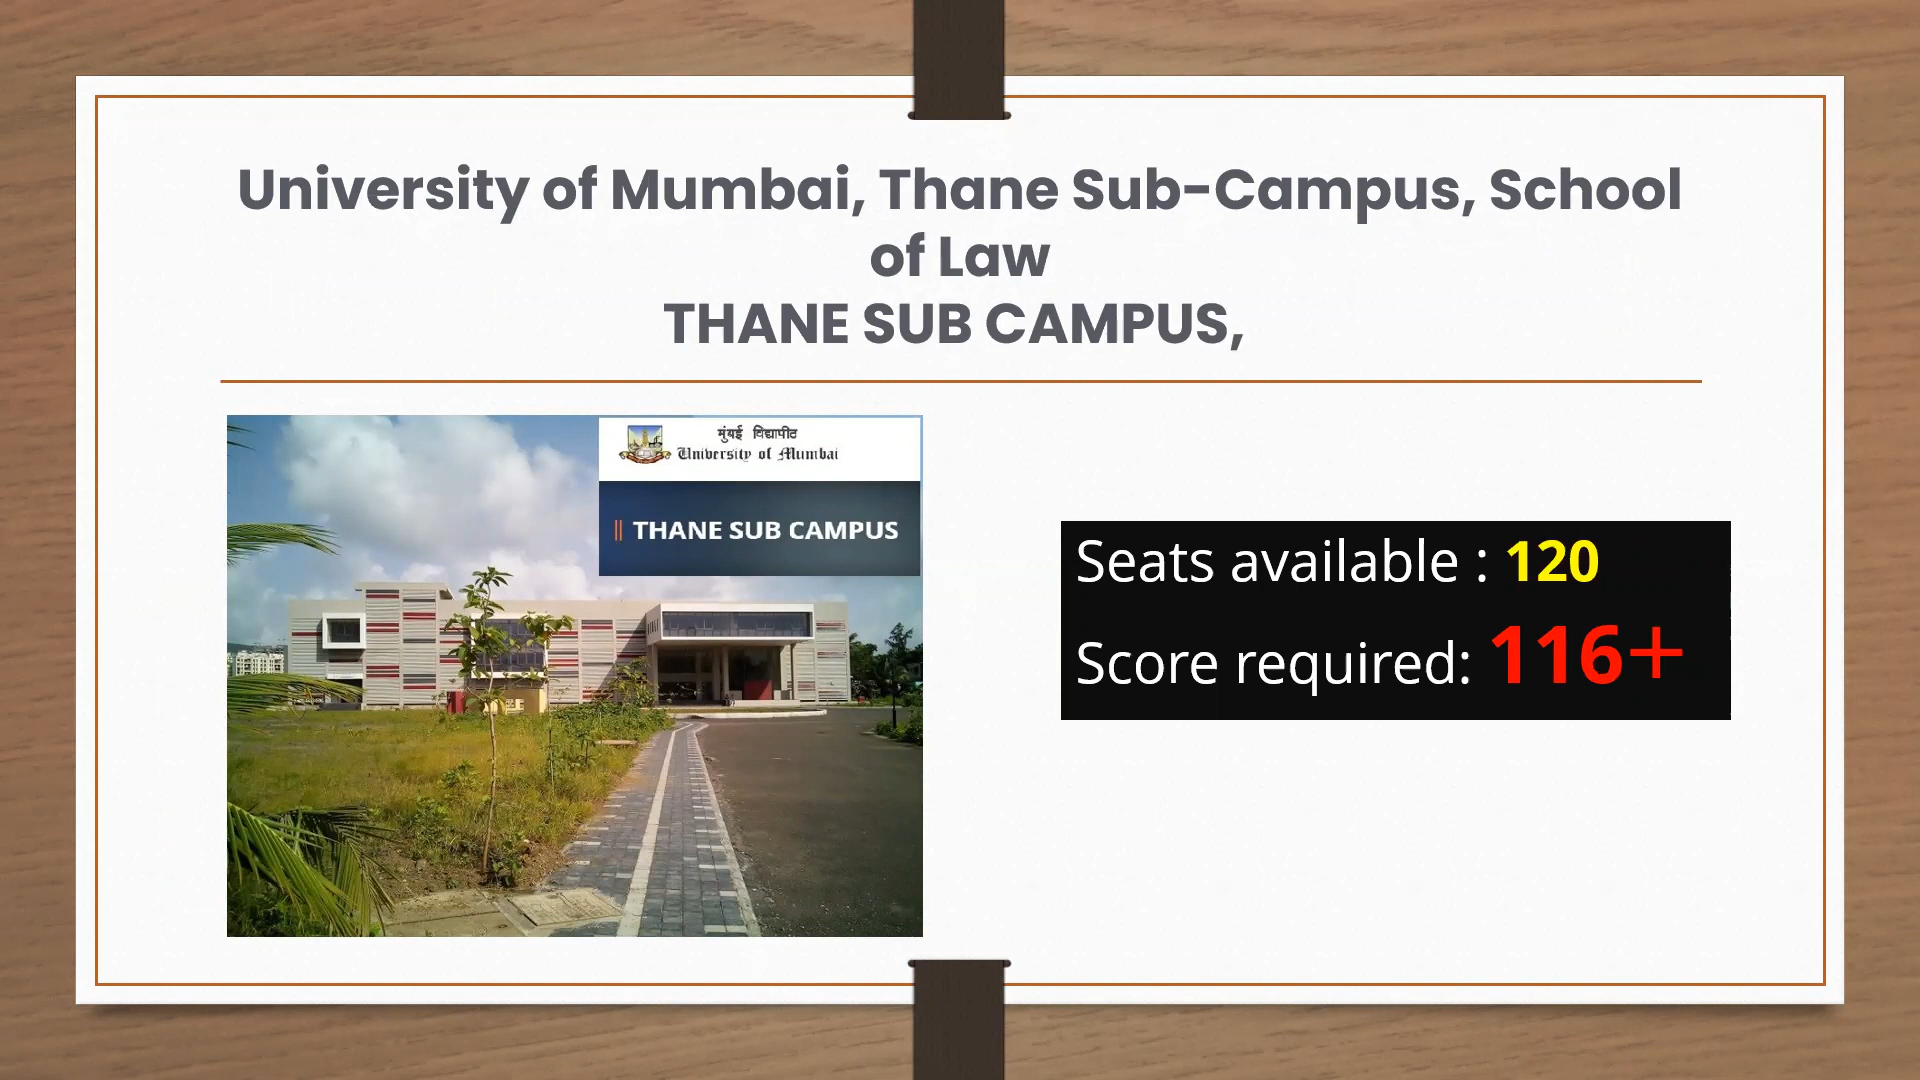 University of Mumbai, Thane Sub-Campus, School
of Law
THANE SUB CAMPUS,
मुंबई विद्यापीठ
University of Mumbai
THANE SUB CAMPUS
Seats available : 120
Score required: 116+